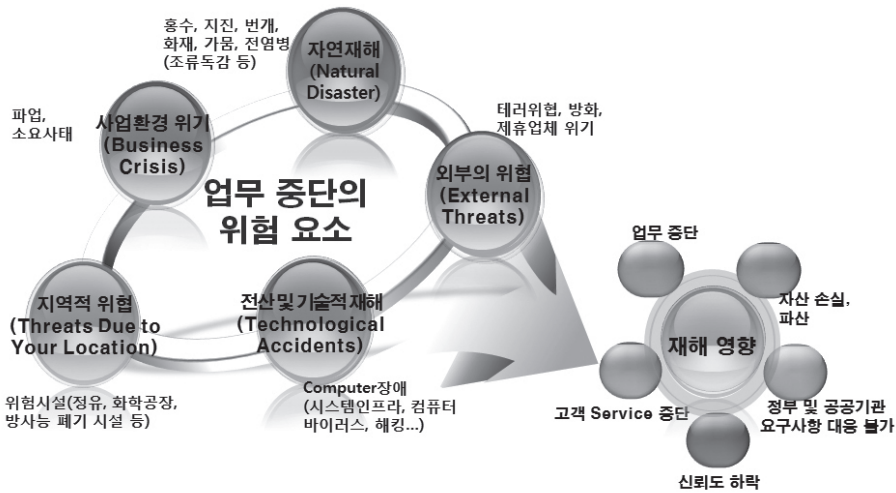 홍수, 지진, 번개,
화재, 가뭄, 전염병
(조류독감 등)
자연재해
(Natural
Disaster)
파업,
소요사태
사업환경 위기
(Business
Crisis)
테러위협, 방화,
제휴업체 위기
외부의 위협
(External
Threats)
업무 중단의
위험 요소
지역적 위협
(Threats Due to
Your Location)
위험시설(정유, 화학공장,
방사능 폐기 시설 등)
전산 및 기술적 재해
(Technological
Accidents)
Computer장애
(시스템인프라, 컴퓨터
바이러스, 해킹...)
업무 중단
자산 손실,
파산
재해 영향
고객 Service 중단
정부 및 공공기관
요구사항 대응 불가
신뢰도 하락